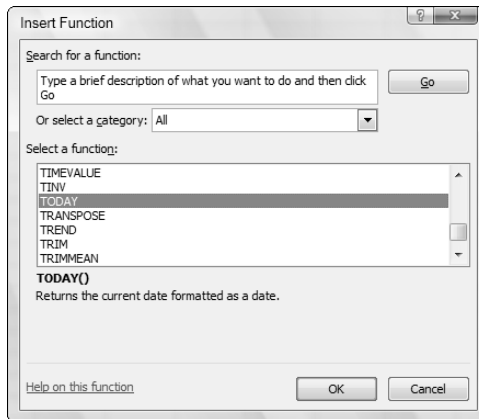 Insert Function
Search for a function:
Type a brief description of what you want to do and then click
Go
Go
Or select a category: All
Select a function:
TIMEVALUE
TINV
TODAY
TRANSPOSE
TREND
TRIM
TRIMMEAN
TODAY()
Returns the current date formatted as a date.
Help on this function
OK
Cancel